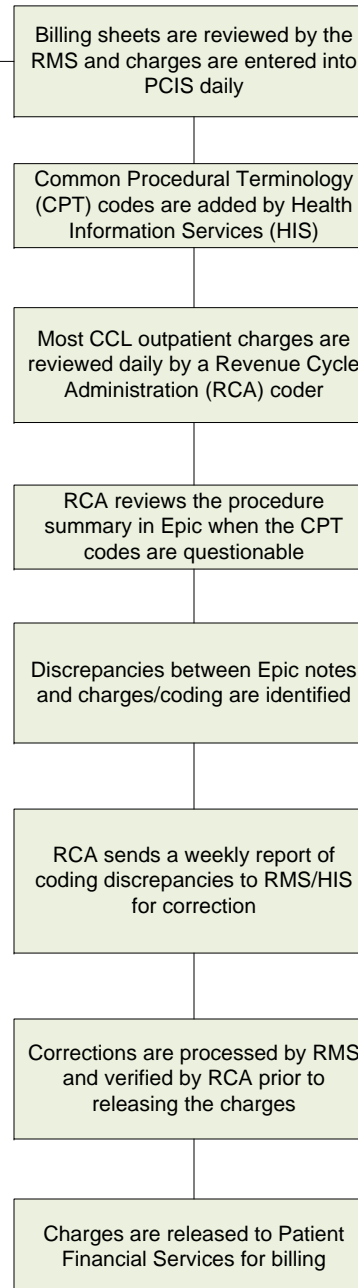 Billing sheets are reviewed by the
RMS and charges are entered into
PCIS daily
Common Procedural Terminology
(CPT) codes are added by Health
Information Services (HIS)
Most CCL outpatient charges are
reviewed daily by a Revenue Cycle
Administration (RCA) coder
RCA reviews the procedure
summary in Epic when the CPT
codes are questionable
Discrepancies between Epic notes
and charges/coding are identified
RCA sends a weekly report of
coding discrepancies to RMS/HIS
for correction
Corrections are processed by RMS
and verified by RCA prior to
releasing the charges
Charges are released to Patient
Financial Services for billing